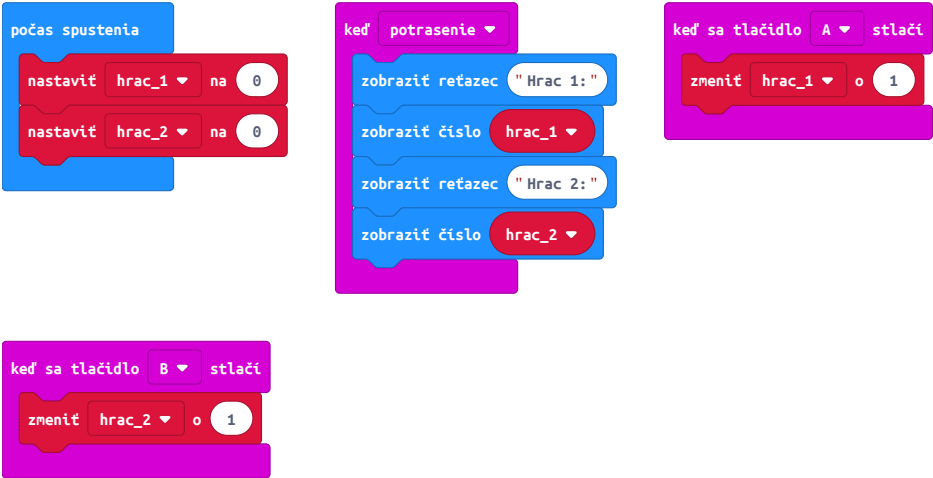 počas spustenia
nastaviť hrac_1 na 0
nastaviť hrac_2 na 0
keď potrasenie
zobraziť reťazec "Hrac 1:"
zobraziť číslo hrac_1
zobraziť reťazec "Hrac 2:"
zobraziť číslo hrac_2
keď sa tlačidlo A stlačí
zmeniť hrac_1 o 1
keď sa tlačidlo B stlačí
zmeniť hrac_2 o 1